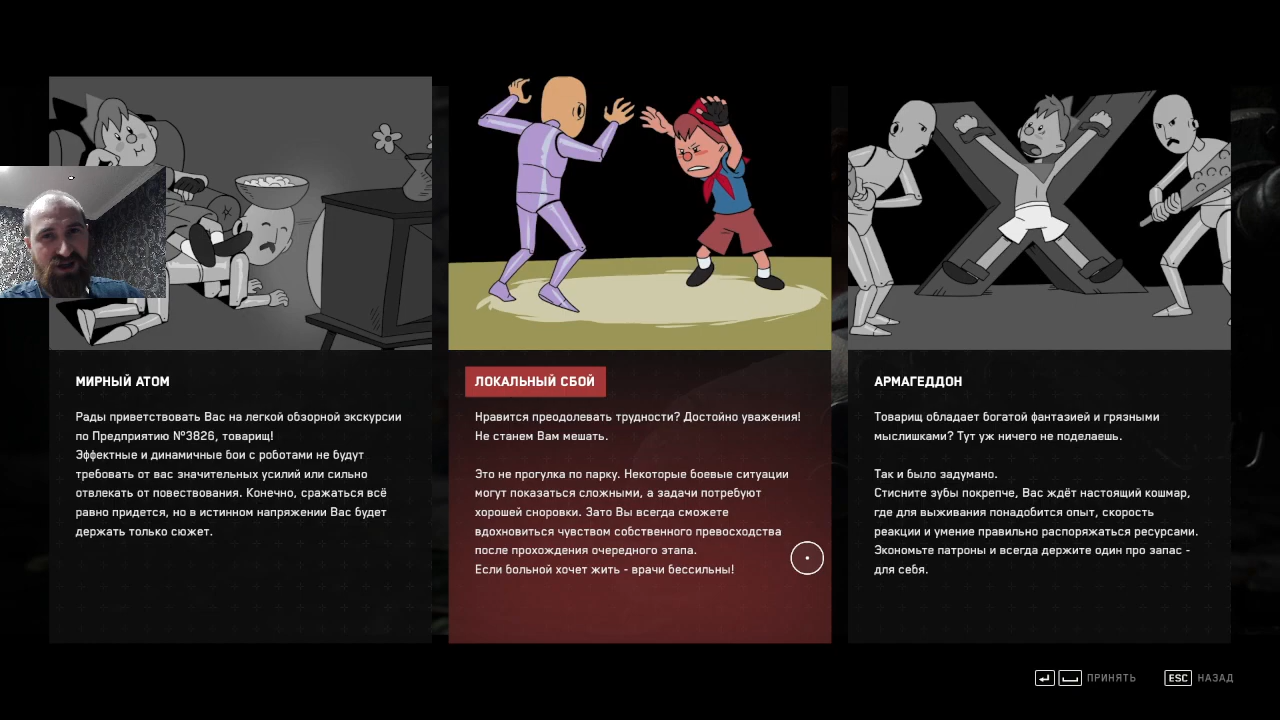 МИРНЫЙ АТОМ
Рады приветствовать Вас на легкой обзорной экскурсии
по Предприятию №3826, товарищ!
Эффектные и динамичные бои с роботами не будут
требовать от вас значительных усилий или сильно
отвлекать от повествования. Конечно, сражаться всё
равно придется, но в истинном напряжении Вас будет
держать только сюжет.
ЛОКАЛЬНЫЙ СБОЙ
Нравится преодолевать трудности? Достойно уважения!
Не станем Вам мешать.
Это не прогулка по парку. Некоторые боевые ситуации
могут показаться сложными, а задачи потребуют
хорошей сноровки. Зато Вы всегда сможете
вдохновиться чувством собственного превосходства
после прохождения очередного этапа.
Если больной хочет жить - врачи бессильны!
АРМАГЕДДОН
Товарищ обладает богатой фантазией и грязными
мыслишками? Тут уж ничего не поделаешь.
Так и было задумано.
Стисните зубы покрепче, Вас ждёт настоящий кошмар,
где для выживания понадобится опыт, скорость
реакции и умение правильно распоряжаться ресурсами.
Экономьте патроны и всегда держите один про запас -
для себя.
ПРИНЯТЬ
ESC НАЗАД